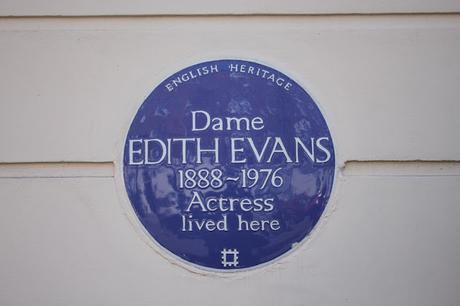 ENGLISH HERITAGE
Dame
EDITH EVANS
1888~1976
Actress
lived here